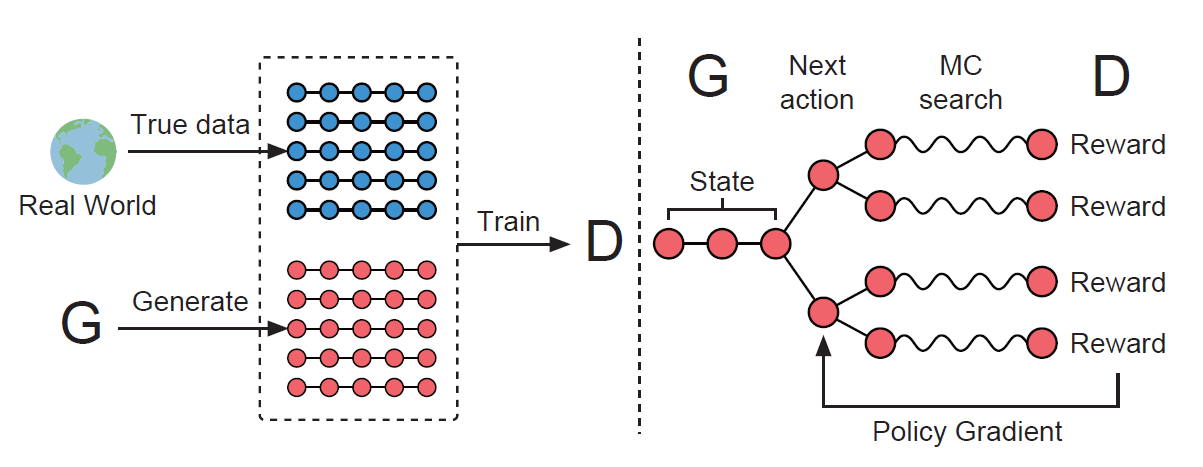 True data
Real World
G
Generate
Train
D
G
Next
action
MC
search
D
State
Reward
Reward
Reward
Reward
Policy Gradient